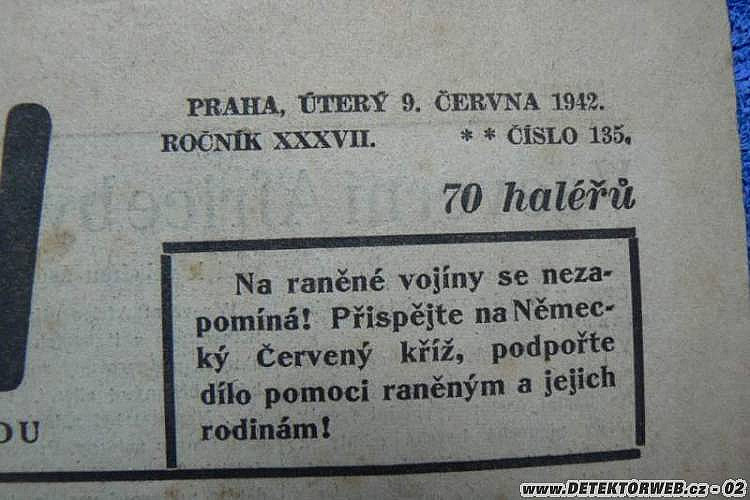 PRAHA, ÚTERÝ 9. ČERVNA 1942.
ROČNÍK XXXVII. * * ČÍSLO 135.
70 haléřů
Na raněné vojíny se neza-
pomíná! Přispějte na Němec-
ký Červený kříž, podpořte
dílo pomoci raněným a jejich
rodinám!
OU
www.DETEKTORWEB.cz - 02